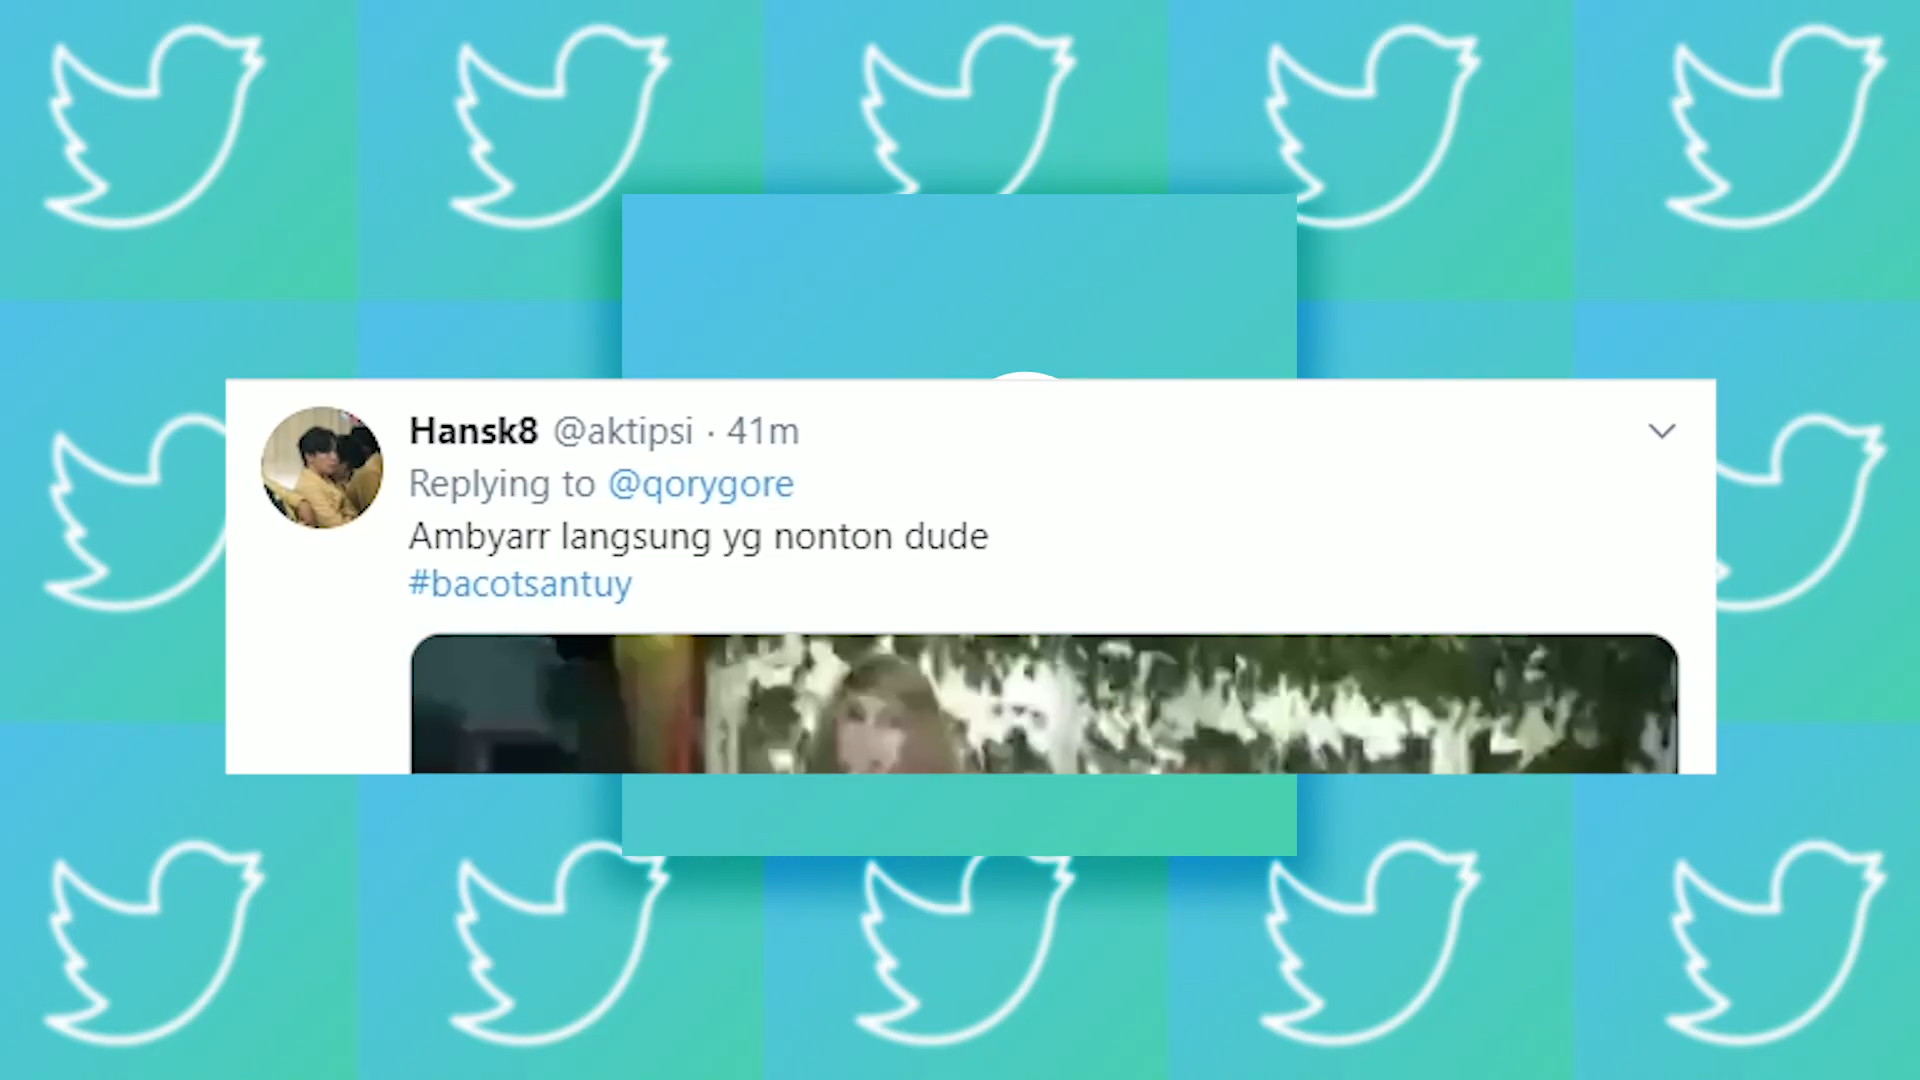 Hansk8 @aktipsi · 41m
Replying to @qorygore
Ambyarr langsung yg nonton dude
#bacotsantuy